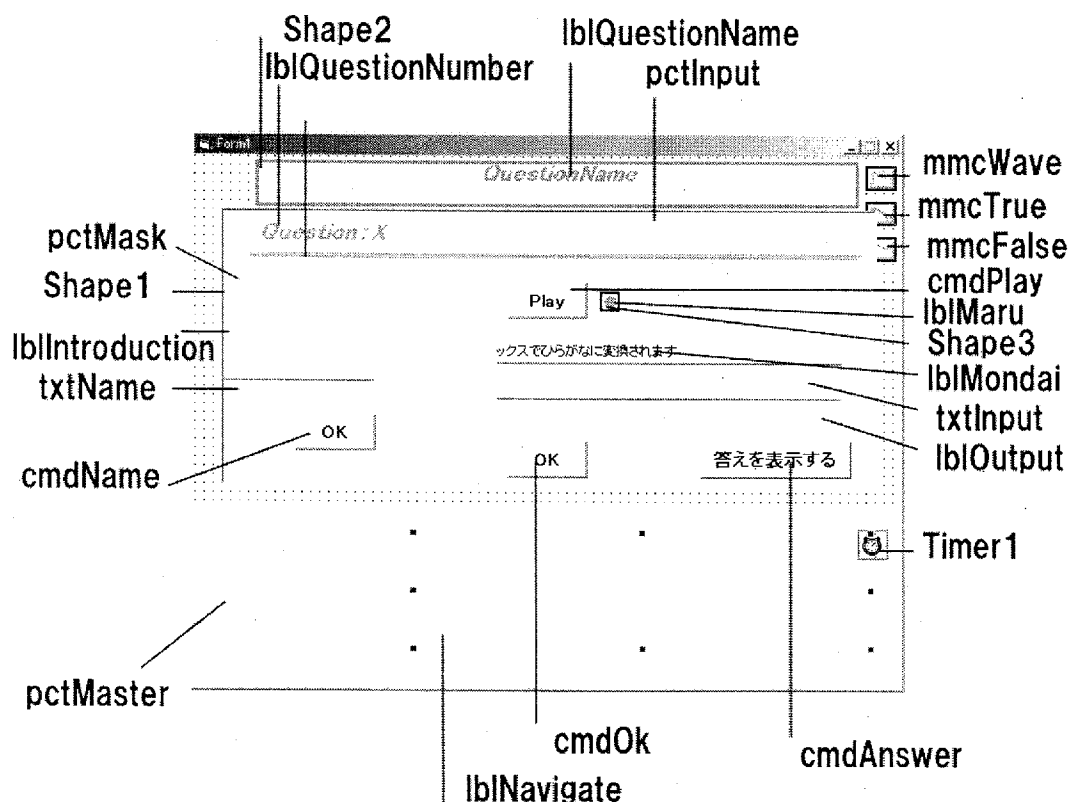 Shape2
lblQuestionName
lblQuestionNumber
pctInput
Form1
QuestionName
mmcWave
mmcTrue
Question:X
pctMask
mmcFalse
Shape1
cmdPlay
Play
lblMaru
lblIntroduction
Shape3
ックスでひらがなに変換されます
lblMondai
txtName
txtInput
OK
lblOutput
cmdName
OK
答えを表示する
Timer1
pctMaster
cmdOk
cmdAnswer
lblNavigate